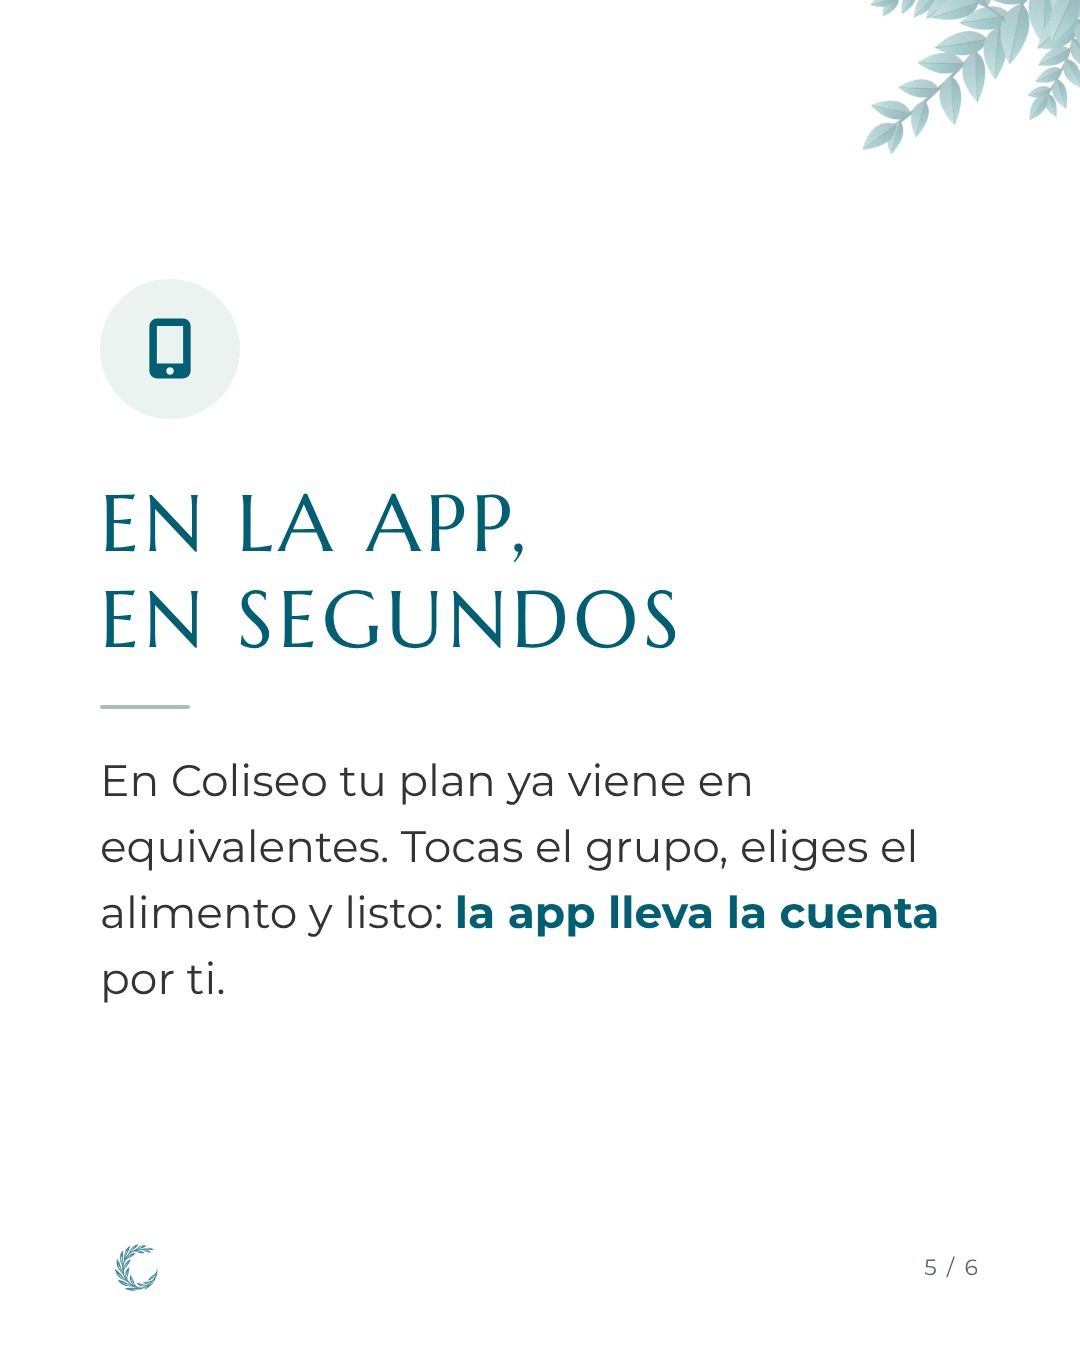 EN LA APP,
EN SEGUNDOS
En Coliseo tu plan ya viene en
equivalentes. Tocas el grupo, eliges el
alimento y listo: la app lleva la cuenta
por ti.
5 / 6